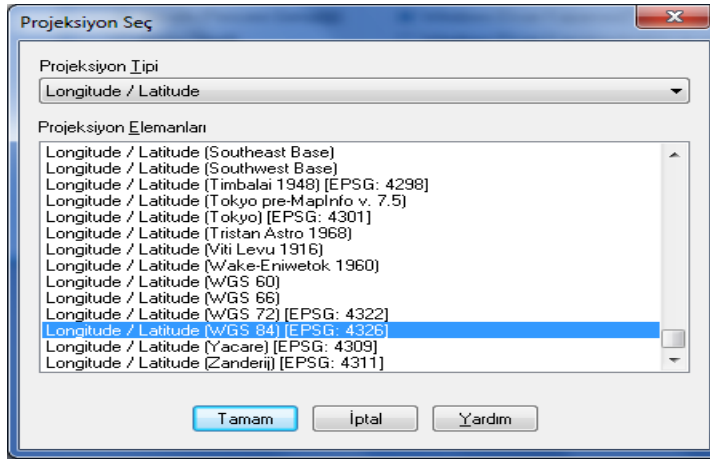 Projeksiyon Seç
Projeksiyon Tipi
Longitude / Latitude
Projeksiyon Elemanları
Longitude / Latitude (Southeast Base)
Longitude / Latitude (Southwest Base)
Longitude / Latitude (Timbalai 1948) [EPSG: 4298]
Longitude / Latitude (Tokyo pre-MapInfo v. 7.5)
Longitude / Latitude (Tokyo) [EPSG: 4301]
Longitude / Latitude (Tristan Astro 1968)
Longitude / Latitude (Viti Levu 1916)
Longitude / Latitude (Wake-Eniwetok 1960)
Longitude / Latitude (WGS 60)
Longitude / Latitude (WGS 66)
Longitude / Latitude (WGS 72) [EPSG: 4322]
Longitude / Latitude (WGS 84) [EPSG: 4326]
Longitude / Latitude (Yacare) [EPSG: 4309]
Longitude / Latitude (Zanderij) [EPSG: 4311]
Tamam İptal Yardım